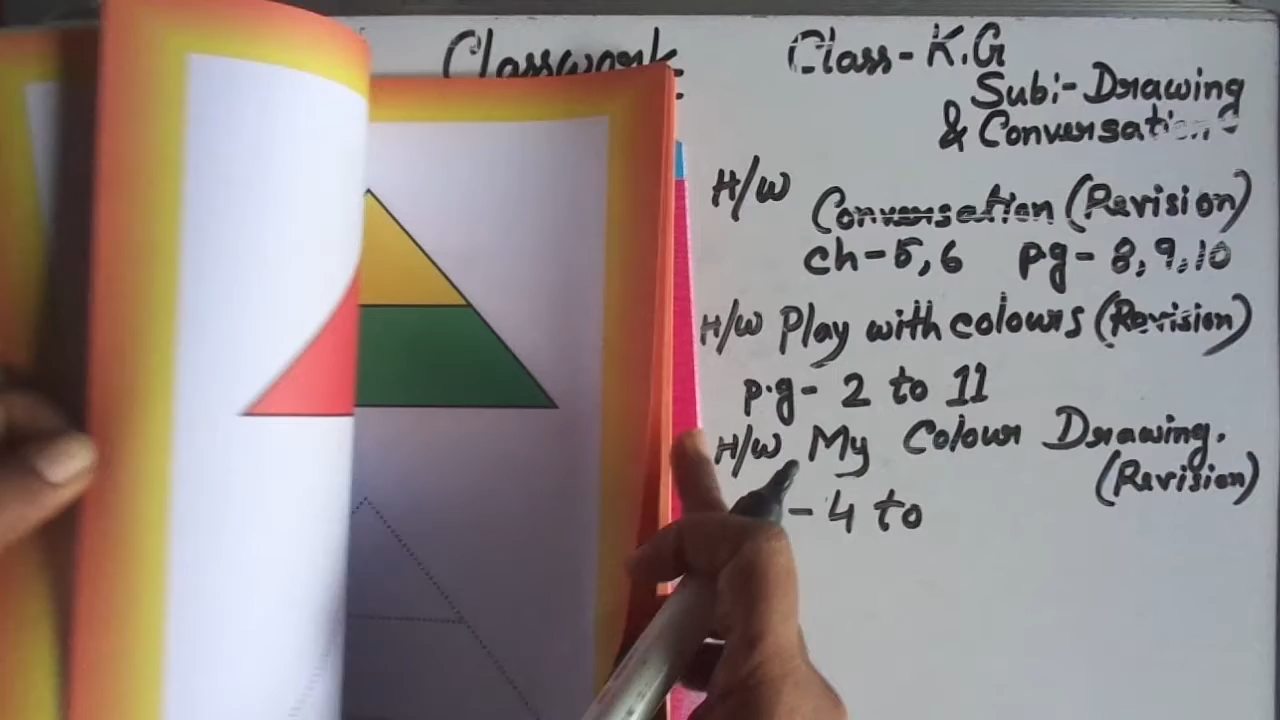 Classwork
Class-K.G
Subi-Drawing
& Conversation
H/W Conversation (Revision)
ch-5,6 pg-8,9,10
H/W Play with colours (Revision)
p.g- 2 to 11
H/W My Colour Drawing.
(Revision)
- 4 to